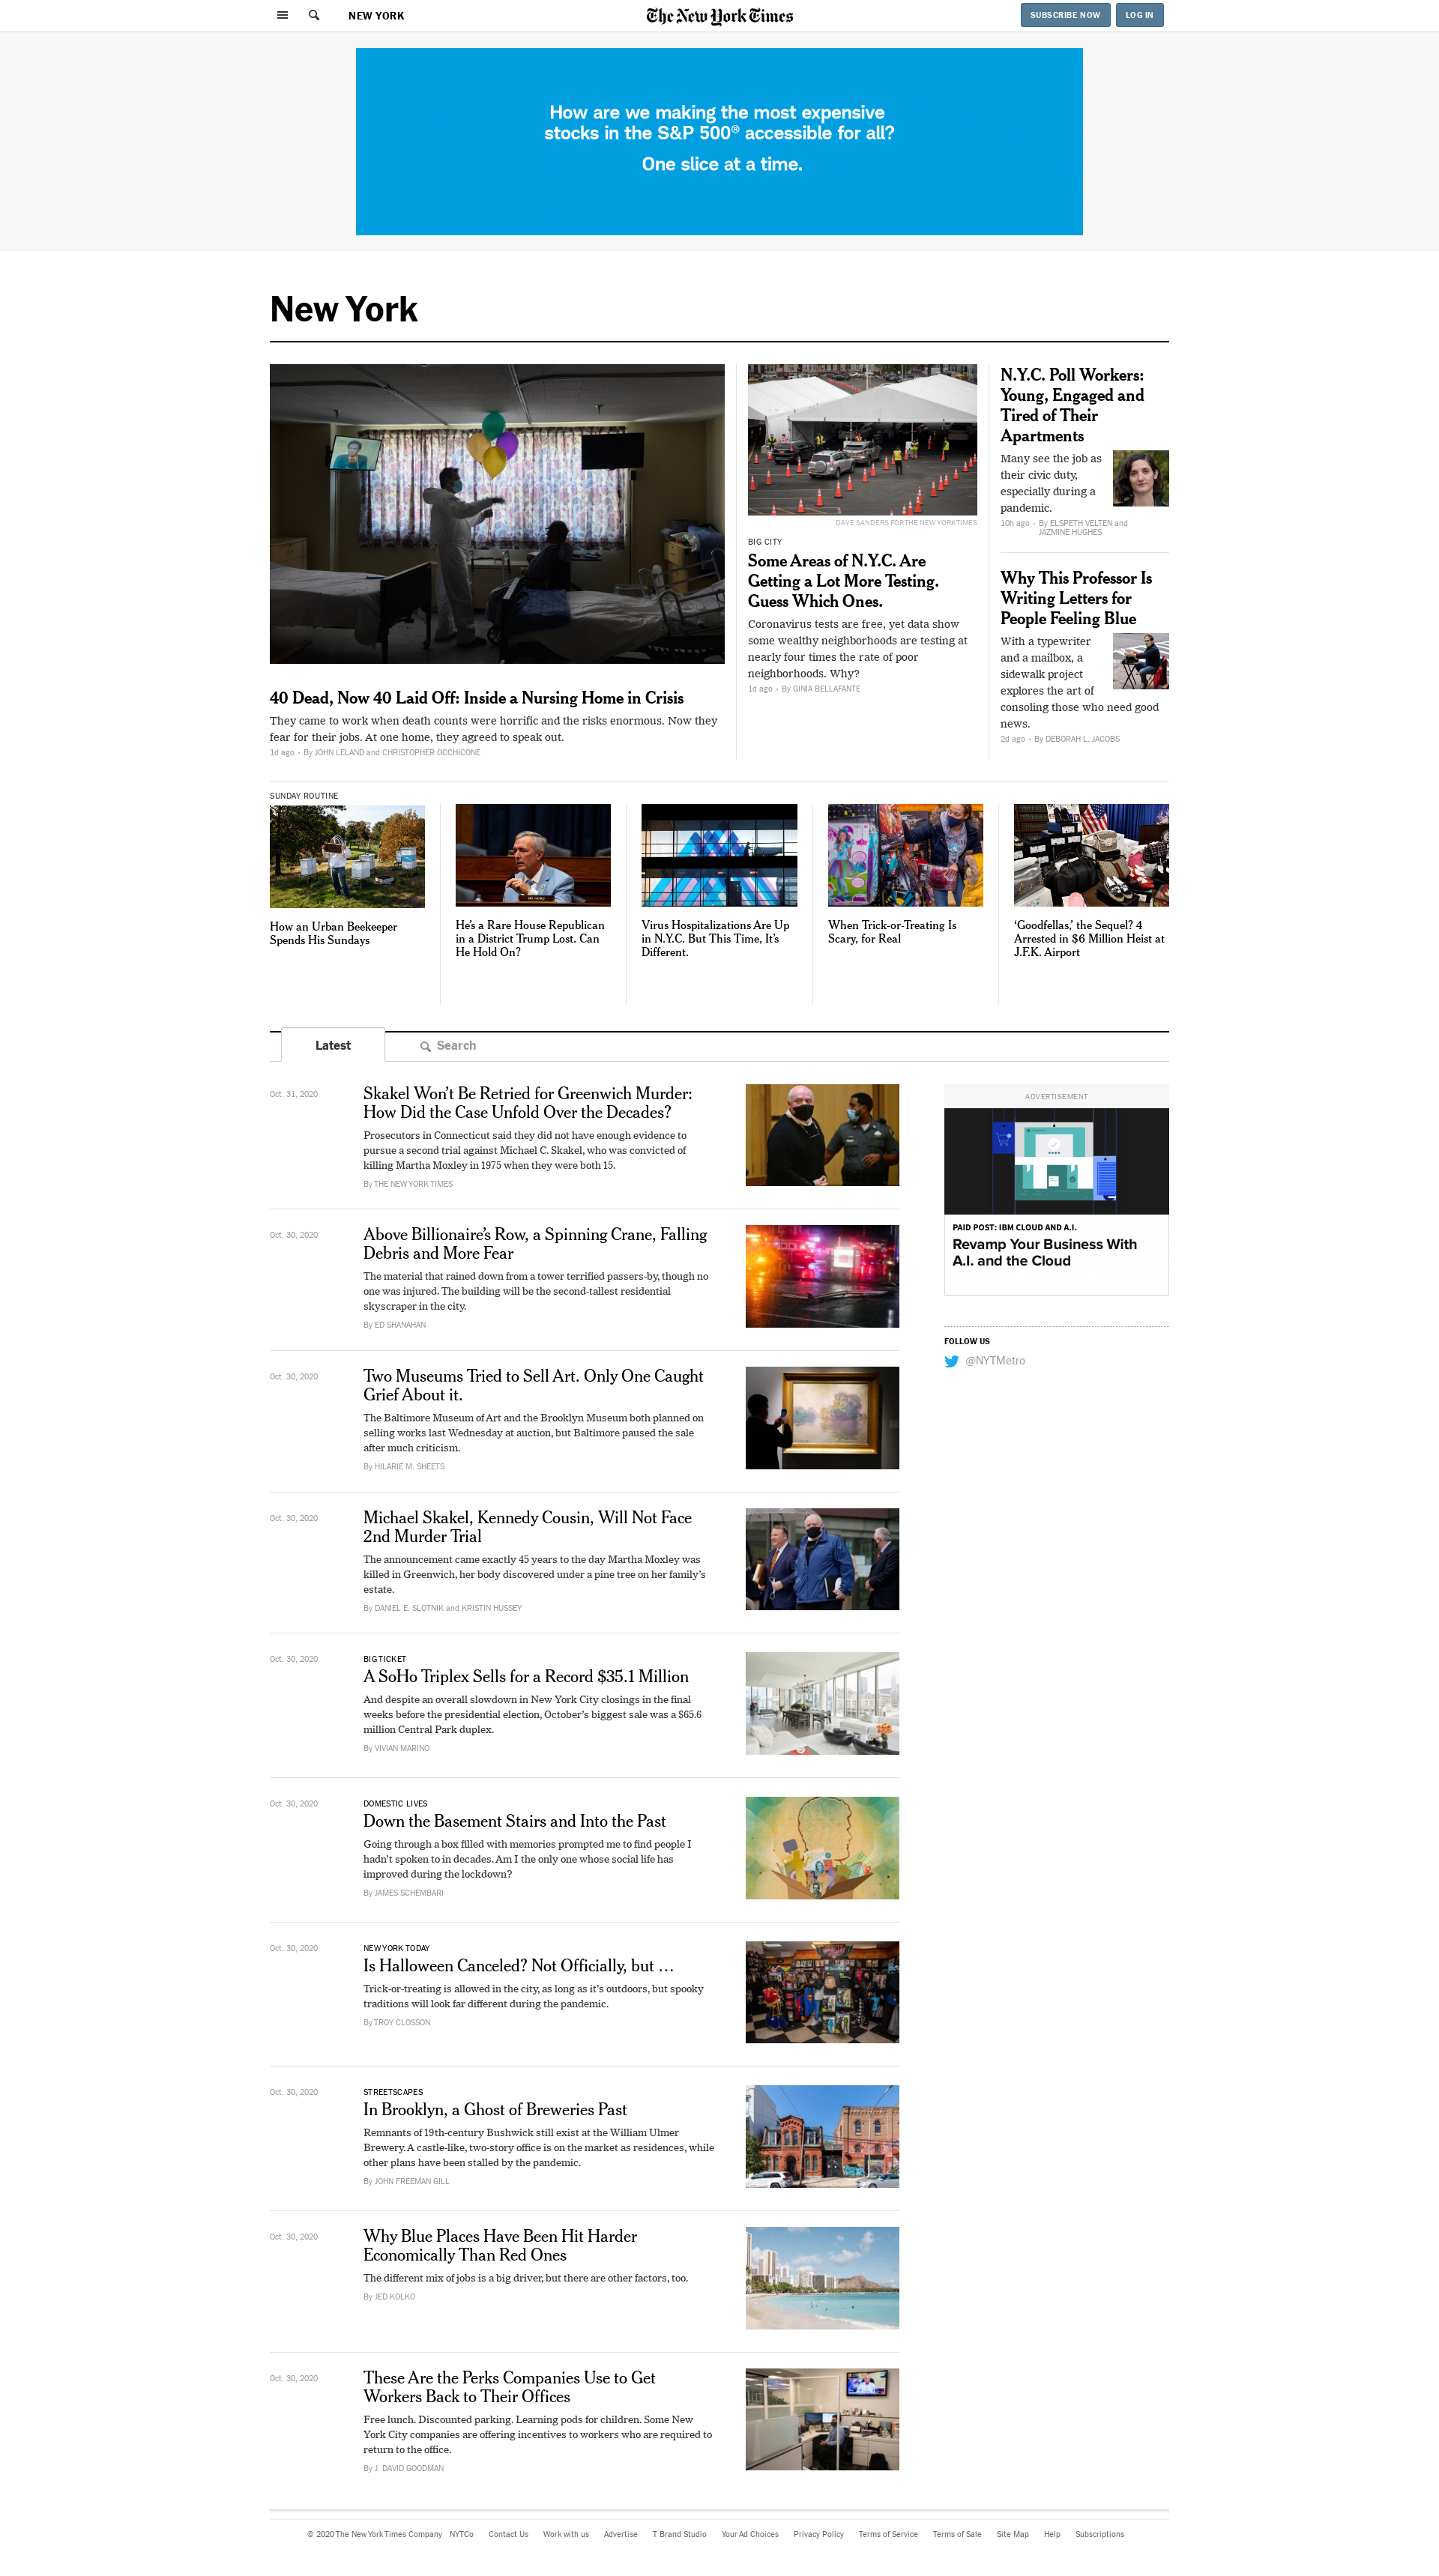 NEW YORK
The New York Times
SUBSCRIBE NOW
LOG IN
How are we making the most expensive
stocks in the S&P 500® accessible for all?
One slice at a time.
New York
40 Dead, Now 40 Laid Off: Inside a Nursing Home in Crisis
They came to work when death counts were horrific and the risks enormous. Now they
fear for their jobs. At one home, they agreed to speak out.
1d ago • By JOHN LELAND and CHRISTOPHER OCCHICONE
DAVE SANDERS FOR THE NEW YORK TIMES
BIG CITY
Some Areas of N.Y.C. Are
Getting a Lot More Testing.
Guess Which Ones.
Coronavirus tests are free, yet data show
some wealthy neighborhoods are testing at
nearly four times the rate of poor
neighborhoods. Why?
1d ago • By GINIA BELLAFANTE
N.Y.C. Poll Workers:
Young, Engaged and
Tired of Their
Apartments
Many see the job as
their civic duty,
especially during a
pandemic.
10h ago • By ELSPETH VELTEN and
JAZMINE HUGHES
Why This Professor Is
Writing Letters for
People Feeling Blue
With a typewriter
and a mailbox, a
sidewalk project
explores the art of
consoling those who need good
news.
2d ago • By DEBORAH L. JACOBS
SUNDAY ROUTINE
How an Urban Beekeeper
Spends His Sundays
He's a Rare House Republican
in a District Trump Lost. Can
He Hold On?
Virus Hospitalizations Are Up
in N.Y.C. But This Time, It's
Different.
When Trick-or-Treating Is
Scary, for Real
‘Goodfellas,’ the Sequel? 4
Arrested in $6 Million Heist at
J.F.K. Airport
Latest
Search
Oct. 31, 2020
Skakel Won't Be Retried for Greenwich Murder:
How Did the Case Unfold Over the Decades?
Prosecutors in Connecticut said they did not have enough evidence to
pursue a second trial against Michael C. Skakel, who was convicted of
killing Martha Moxley in 1975 when they were both 15.
By THE NEW YORK TIMES
ADVERTISEMENT
PAID POST: IBM CLOUD AND A.I.
Revamp Your Business With
A.I. and the Cloud
FOLLOW US
@NYTMetro
Oct. 30, 2020
Above Billionaire's Row, a Spinning Crane, Falling
Debris and More Fear
The material that rained down from a tower terrified passers-by, though no
one was injured. The building will be the second-tallest residential
skyscraper in the city.
By ED SHANAHAN
Oct. 30, 2020
Two Museums Tried to Sell Art. Only One Caught
Grief About it.
The Baltimore Museum of Art and the Brooklyn Museum both planned on
selling works last Wednesday at auction, but Baltimore paused the sale
after much criticism.
By HILARIE M. SHEETS
Oct. 30, 2020
Michael Skakel, Kennedy Cousin, Will Not Face
2nd Murder Trial
The announcement came exactly 45 years to the day Martha Moxley was
killed in Greenwich, her body discovered under a pine tree on her family's
estate.
By DANIEL E. SLOTNIK and KRISTIN HUSSEY
Oct. 30, 2020
BIG TICKET
A SoHo Triplex Sells for a Record $35.1 Million
And despite an overall slowdown in New York City closings in the final
weeks before the presidential election, October's biggest sale was a $65.6
million Central Park duplex.
By VIVIAN MARINO
Oct. 30, 2020
DOMESTIC LIVES
Down the Basement Stairs and Into the Past
Going through a box filled with memories prompted me to find people I
hadn't spoken to in decades. Am I the only one whose social life has
improved during the lockdown?
By JAMES SCHEMBARI
Oct. 30, 2020
NEW YORK TODAY
Is Halloween Canceled? Not Officially, but …
Trick-or-treating is allowed in the city, as long as it's outdoors, but spooky
traditions will look far different during the pandemic.
By TROY CLOSSON
Oct. 30, 2020
STREETSCAPES
In Brooklyn, a Ghost of Breweries Past
Remnants of 19th-century Bushwick still exist at the William Ulmer
Brewery. A castle-like, two-story office is on the market as residences, while
other plans have been stalled by the pandemic.
By JOHN FREEMAN GILL
Oct. 30, 2020
Why Blue Places Have Been Hit Harder
Economically Than Red Ones
The different mix of jobs is a big driver, but there are other factors, too.
By JED KOLKO
Oct. 30, 2020
These Are the Perks Companies Use to Get
Workers Back to Their Offices
Free lunch. Discounted parking. Learning pods for children. Some New
York City companies are offering incentives to workers who are required to
return to the office.
By J. DAVID GOODMAN
© 2020 The New York Times Company NYTCo Contact Us Work with us Advertise T Brand Studio Your Ad Choices Privacy Policy Terms of Service Terms of Sale Site Map Help Subscriptions